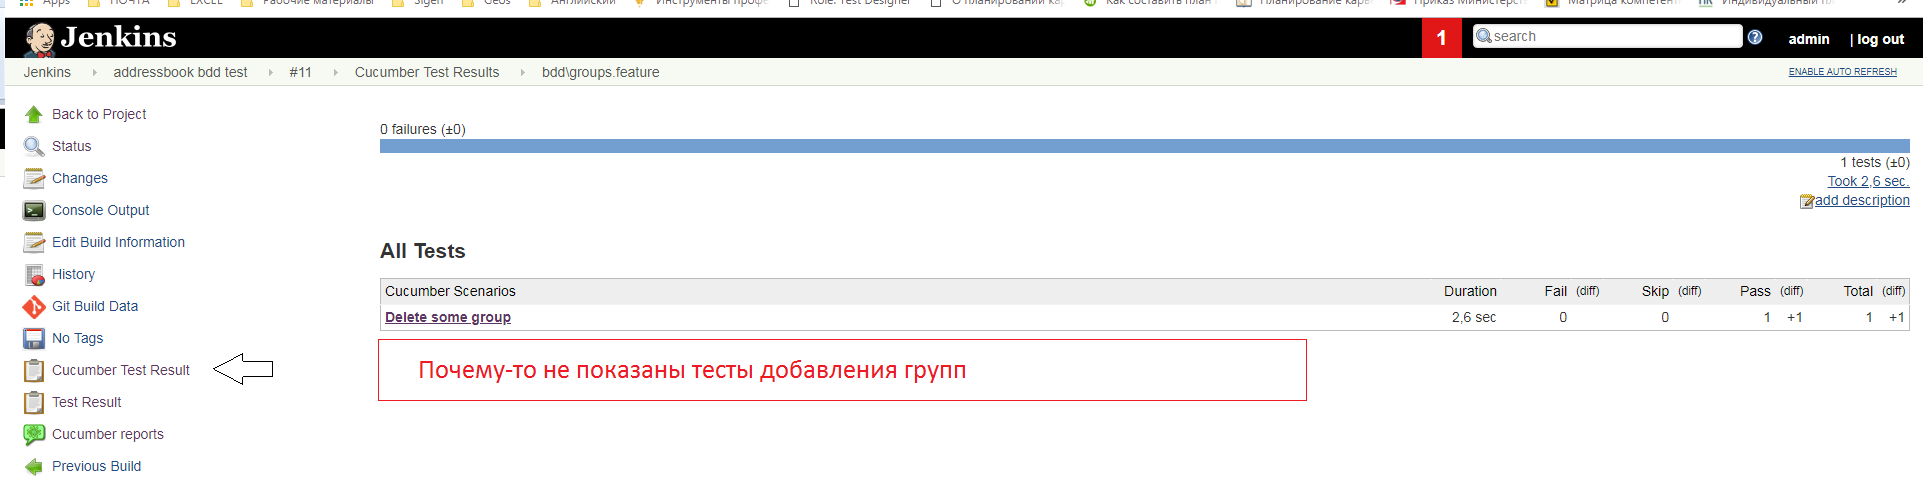 Apps ПОЧТА EXCEL Рабочие материалы Sigen Geos Английский Инструменты Role: Test Designer О планировании Как составить план Планирование Приказ Министерс Матрица компетен Индивидуальный »
Jenkins 1 search admin | log out
Jenkins addressbook bdd test #11 Cucumber Test Results bdd\groups.feature ENABLE AUTO REFRESH
Back to Project
0 failures (±0)
Status
1 tests (±0)
Changes
Took 2,6 sec.
Console Output
add description
Edit Build Information
All Tests
History
Cucumber Scenarios Duration Fail (diff) Skip (diff) Pass (diff) Total (diff)
Git Build Data
Delete some group 2,6 sec 0 0 1 +1 1 +1
No Tags
Cucumber Test Result
Почему-то не показаны тесты добавления групп
Test Result
Cucumber reports
Previous Build